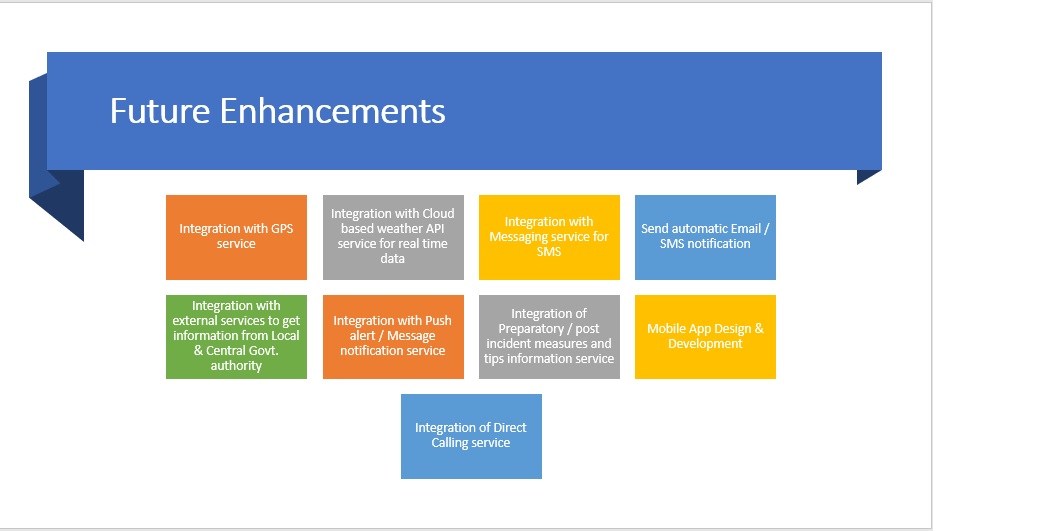 Future Enhancements
Integration with GPS
service
Integration with Cloud
based weather API
service for real time
data
Integration with
Messaging service for
SMS
Send automatic Email /
SMS notification
Integration with
external services to get
information from Local
& Central Govt.
authority
Integration with Push
alert / Message
notification service
Integration of
Preparatory / post
incident measures and
tips information service
Mobile App Design &
Development
Integration of Direct
Calling service